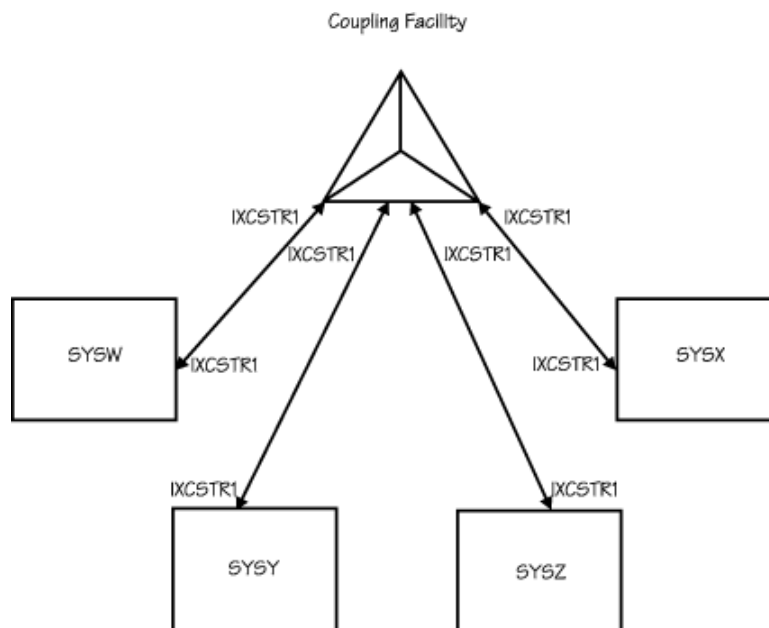 Coupling Facility
IXCSTR1
IXCSTR1
IXCSTR1
IXCSTR1
SYSW
IXCSTR1
IXCSTR1
SYSX
IXCSTR1
IXCSTR1
SYSY
SYSZ